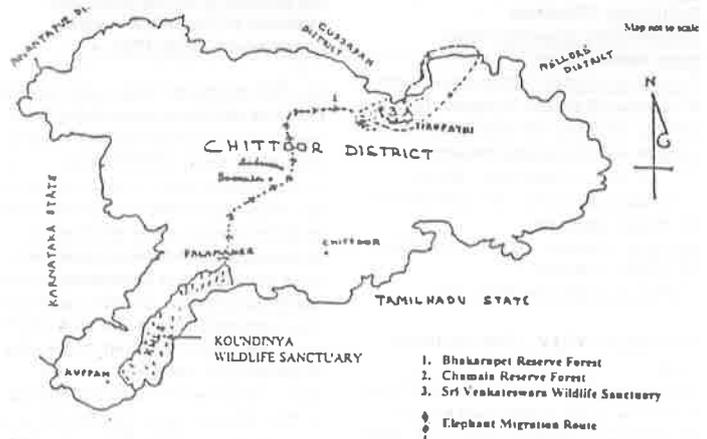 Map not to scale
ANANTAPUR DI.
CUDDAPAH
DISTRICT
NELLORE
DISTRICT
N
1
3
TIRUPATHI
CHITTOOR DISTRICT
KARNATAKA STATE
PALAMANER
CHITTOOR
TAMILNADU STATE
KOUNDINYA
WILDLIFE SANCTUARY
KUPPAM
1. Bhakarapet Reserve Forest
2. Chamala Reserve Forest
3. Sri Venkateswara Wildlife Sanctuary
Elephant Migration Route